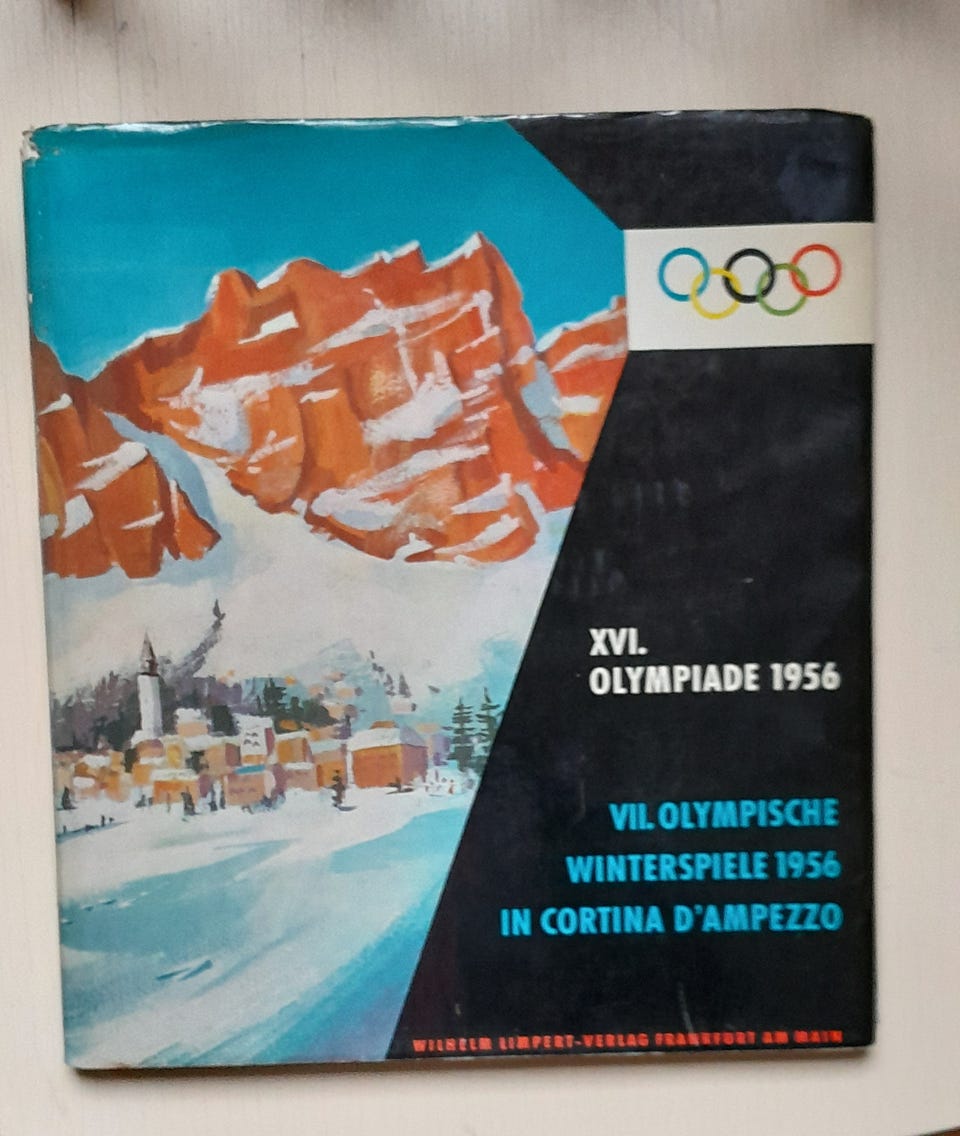 XVI.
OLYMPIADE 1956
VII. OLYMPISCHE
WINTERSPIELE 1956
IN CORTINA D'AMPEZZO
WILHELM LIMPERT-VERLAG FRANKFURT AM MAIN